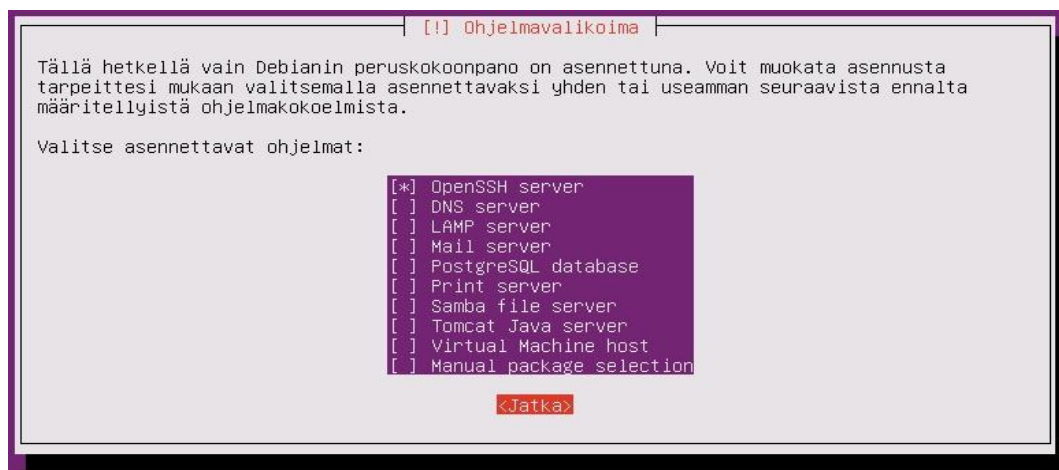 [!] Ohjelmavalikoima
Tällä hetkellä vain Debianin peruskokoonpano on asennettuna. Voit muokata asennusta
tarpeittesi mukaan valitsemalla asennettavaksi yhden tai useamman seuraavista ennalta
määritellyistä ohjelmakokoelmista.
Valitse asennettavat ohjelmat:
[*] OpenSSH server
[ ] DNS server
[ ] LAMP server
[ ] Mail server
[ ] PostgreSQL database
[ ] Print server
[ ] Samba file server
[ ] Tomcat Java server
[ ] Virtual Machine host
[ ] Manual package selection
<Jatka>